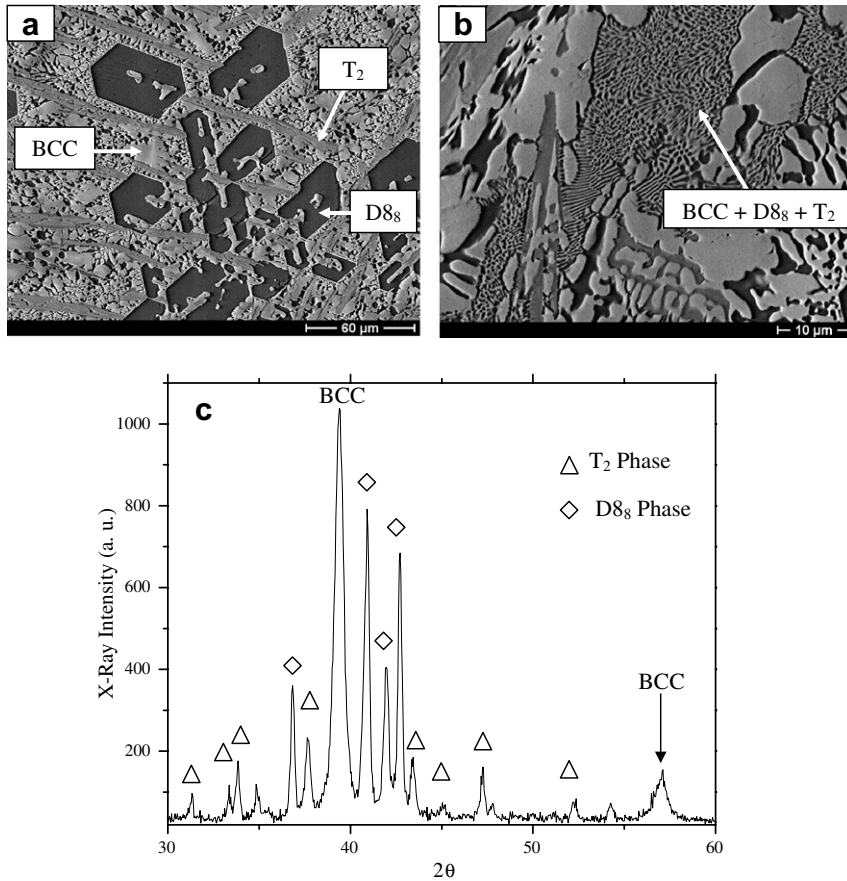 a
T₂
BCC
D8₈
60 µm
b
BCC + D8₈ + T₂
10 µm
c
BCC
T₂ Phase
D8₈ Phase
BCC
X-Ray Intensity (a. u.)
1000
800
600
400
200
30
40
50
60
2θ